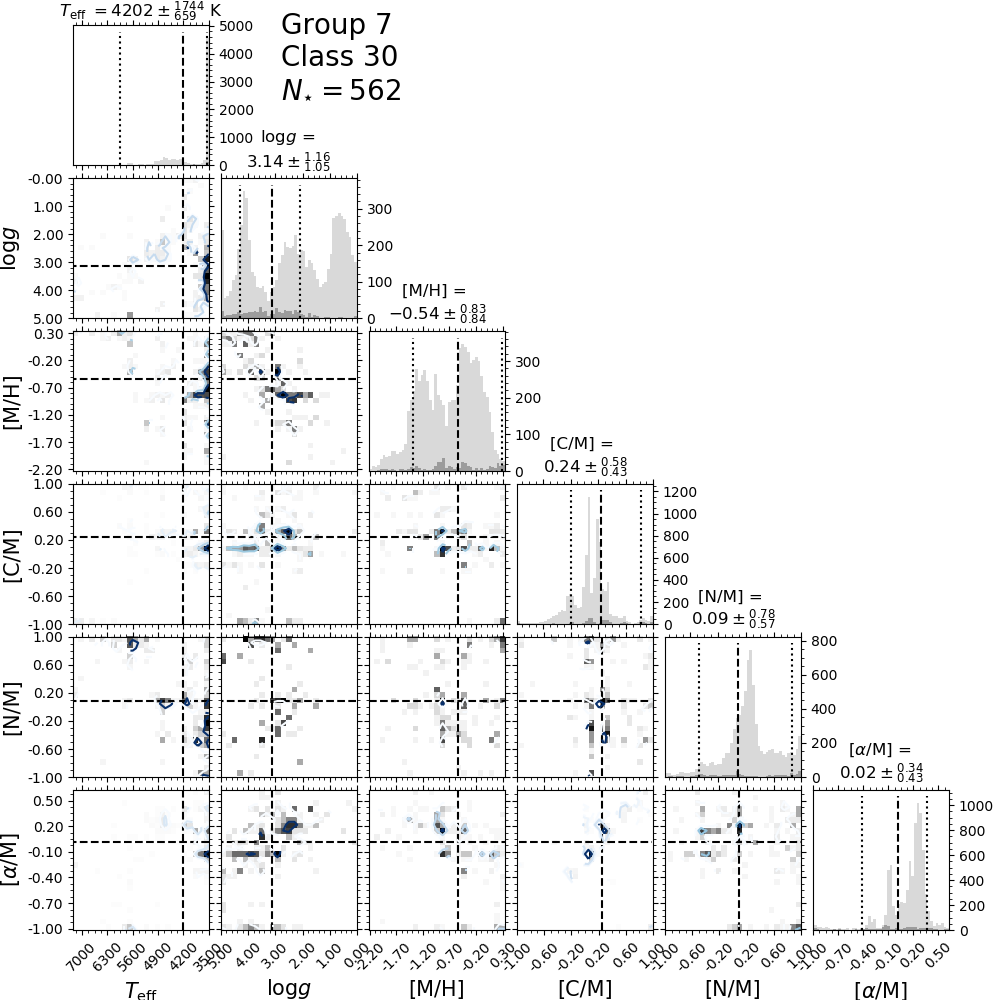 T_eff = 4202 ± 1744 659 K
Group 7
Class 30
N⋆ = 562
5000
4000
3000
2000
1000
0
logg =
3.14 ± 1.16 1.05
-0.00
1.00
2.00
3.00
4.00
5.00
logg
300
200
100
0
[M/H] =
−0.54 ± 0.83 0.84
0.30
-0.20
-0.70
-1.20
-1.70
-2.20
[M/H]
300
200
100
0
[C/M] =
0.24 ± 0.58 0.43
1.00
0.60
0.20
-0.20
-0.60
-1.00
[C/M]
1200
1000
800
600
400
200
0
[N/M] =
0.09 ± 0.78 0.57
1.00
0.60
0.20
-0.20
-0.60
-1.00
[N/M]
800
600
400
200
0
[α/M] =
0.02 ± 0.34 0.43
0.50
0.20
-0.10
-0.40
-0.70
-1.00
[α/M]
1000
800
600
400
200
0
7000 6300 5600 4900 4200 3500
5.00 4.00 3.00 2.00 1.00 0.00
-2.20 -1.70 -1.20 -0.70 -0.20 0.30
-1.00 -0.60 -0.20 0.20 0.60 1.00
-1.00 -0.60 -0.20 0.20 0.60 1.00
-1.00 -0.70 -0.40 -0.10 0.20 0.50
T_eff logg [M/H] [C/M] [N/M] [α/M]